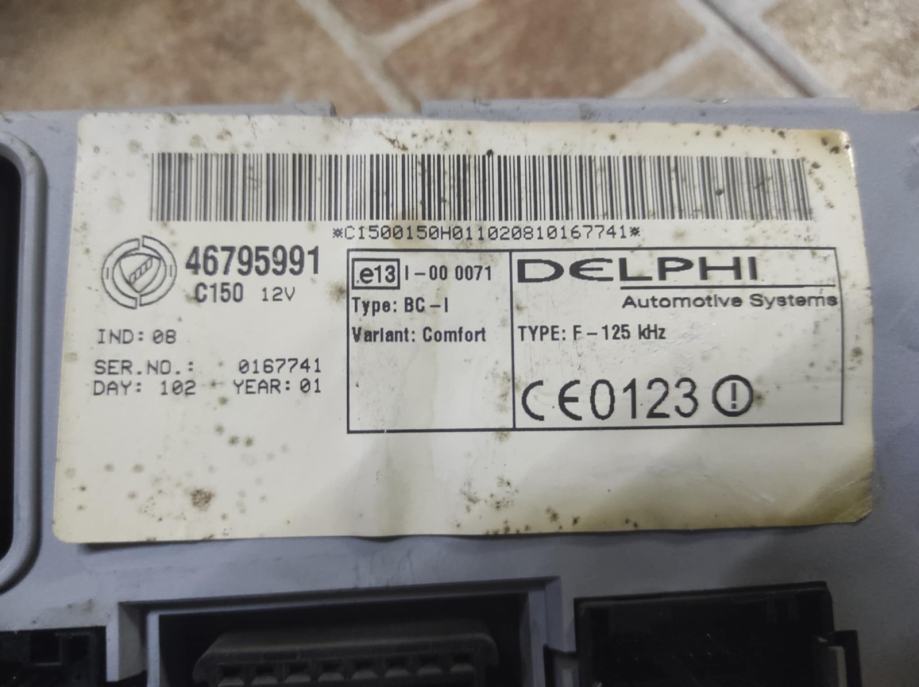 *C1500150H011020810167741*
46795991
C150 12V
IND: 08
SER.NO.: 0167741
DAY: 102 YEAR: 01
e13 I-00 0071
Type: BC-I
Variant: Comfort
DELPHI
Automotive Systems
TYPE: F-125 kHz
CE0123